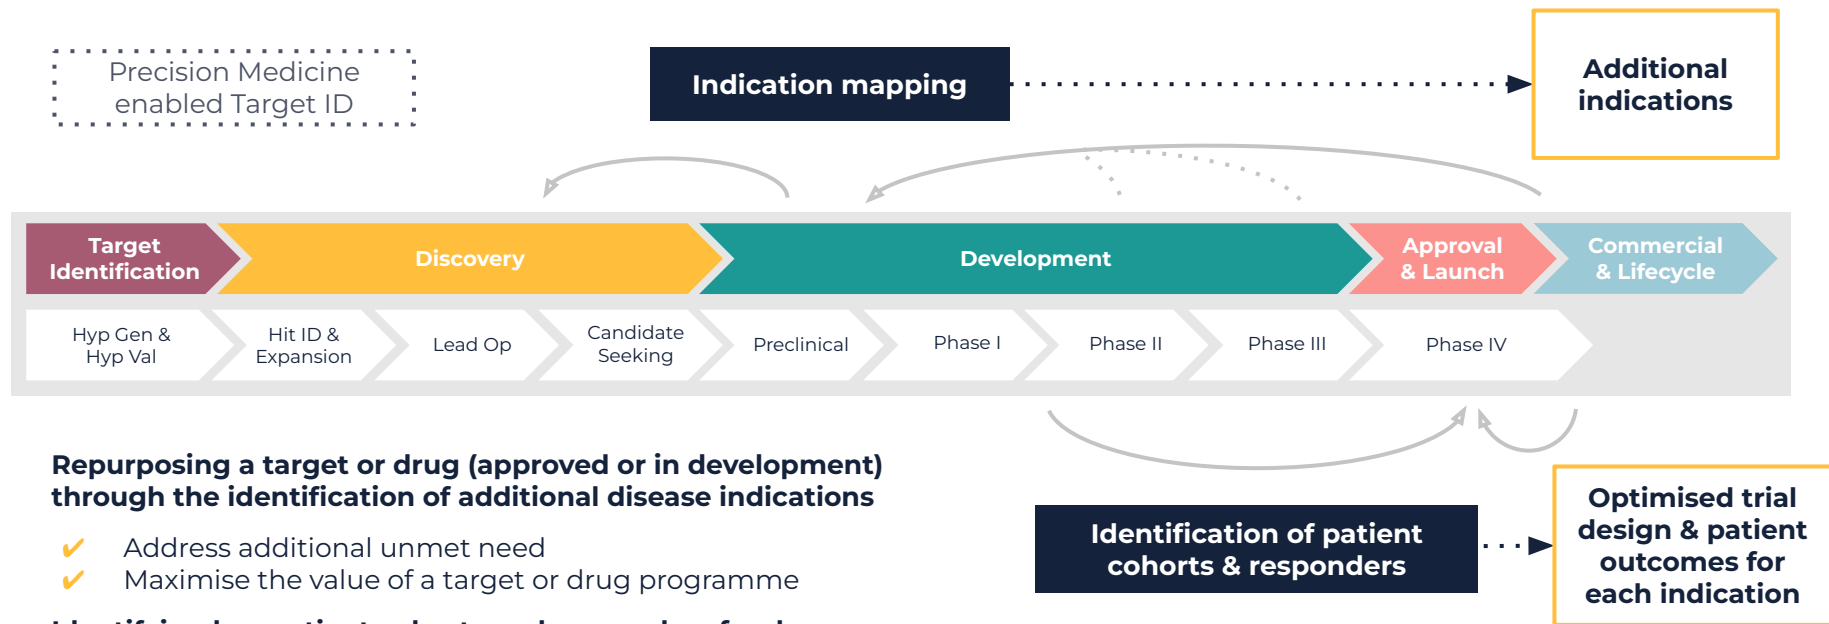 Precision Medicine
enabled Target ID
Indication mapping
Additional
indications
Target
Identification
Discovery
Development
Approval
& Launch
Commercial
& Lifecycle
Hyp Gen &
Hyp Val
Hit ID &
Expansion
Lead Op
Candidate
Seeking
Preclinical
Phase I
Phase II
Phase III
Phase IV
Repurposing a target or drug (approved or in development)
through the identification of additional disease indications
✔ Address additional unmet need
✔ Maximise the value of a target or drug programme
Identification of patient
cohorts & responders
Optimised trial
design & patient
outcomes for
each indication